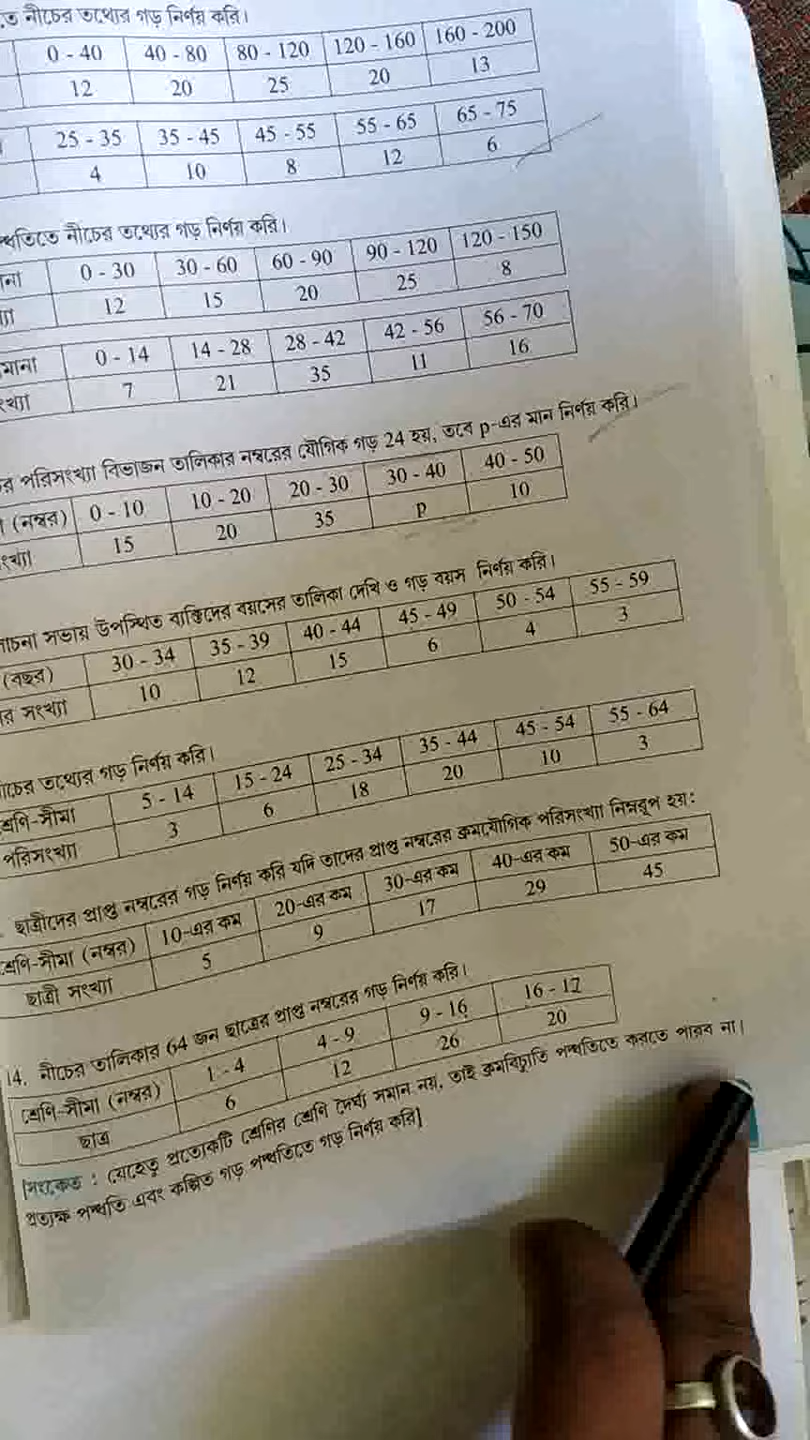 নীচের তথ্যের গড় নির্ণয় করি।
0 - 40 40 - 80 80 - 120 120 - 160 160 - 200
12 20 25 20 13
25 - 35 35 - 45 45 - 55 55 - 65 65 - 75
4 10 8 12 6
নীচের তথ্যের গড় নির্ণয় করি।
0 - 30 30 - 60 60 - 90 90 - 120 120 - 150
12 15 20 25 8
0 - 14 14 - 28 28 - 42 42 - 56 56 - 70
7 21 35 11 16
পরিসংখ্যা বিভাজন তালিকার নম্বরের যৌগিক গড় 24 হয়, তবে p-এর মান নির্ণয় করি।
(নম্বর) 0 - 10 10 - 20 20 - 30 30 - 40 40 - 50
15 20 35 p 10
সভায় উপস্থিত ব্যক্তিদের বয়সের তালিকা দেখি ও গড় বয়স নির্ণয় করি।
(বছর) 30 - 34 35 - 39 40 - 44 45 - 49 50 - 54 55 - 59
সংখ্যা 10 12 15 6 4 3
তথ্যের গড় নির্ণয় করি।
শ্রেণি-সীমা 5 - 14 15 - 24 25 - 34 35 - 44 45 - 54 55 - 64
পরিসংখ্যা 3 6 18 20 10 3
ছাত্রীদের প্রাপ্ত নম্বরের গড় নির্ণয় করি যদি তাদের প্রাপ্ত নম্বরের ক্রমযৌগিক পরিসংখ্যা নিম্নরূপ হয়:
শ্রেণি-সীমা (নম্বর) 10-এর কম 20-এর কম 30-এর কম 40-এর কম 50-এর কম
ছাত্রী সংখ্যা 5 9 17 29 45
14. নীচের তালিকার 64 জন ছাত্রের প্রাপ্ত নম্বরের গড় নির্ণয় করি।
শ্রেণি-সীমা (নম্বর) 1 - 4 4 - 9 9 - 16 16 - 17
ছাত্র 6 12 26 20
[সংকেত : যেহেতু প্রত্যেকটি শ্রেণির শ্রেণি দৈর্ঘ্য সমান নয়, তাই ক্রমবিচ্যুতি পদ্ধতিতে করতে পারব না।
প্রত্যক্ষ পদ্ধতি এবং কল্পিত গড় পদ্ধতিতে গড় নির্ণয় করি]